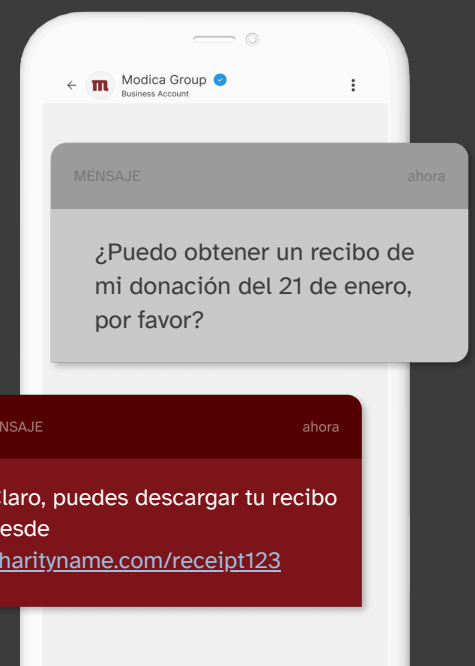 Modica Group
Business Account
MENSAJE ahora
¿Puedo obtener un recibo de
mi donación del 21 de enero,
por favor?
NSAJE ahora
laro, puedes descargar tu recibo
esde
harityname.com/receipt123